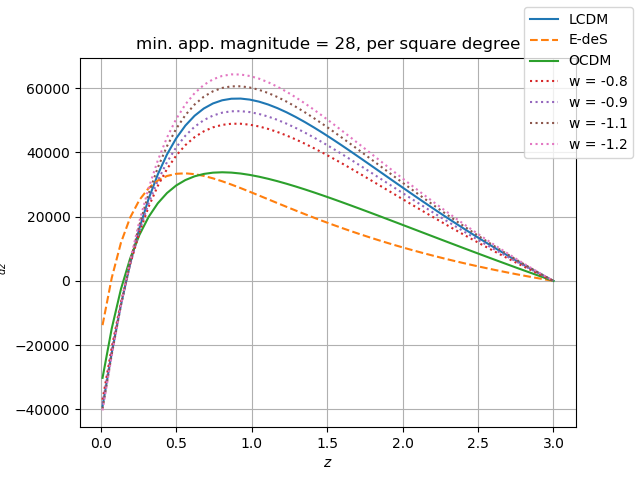 min. app. magnitude = 28, per square degree
LCDM
E-deS
OCDM
w = -0.8
w = -0.9
w = -1.1
w = -1.2
60000
40000
20000
0
−20000
−40000
0.0 0.5 1.0 1.5 2.0 2.5 3.0
z